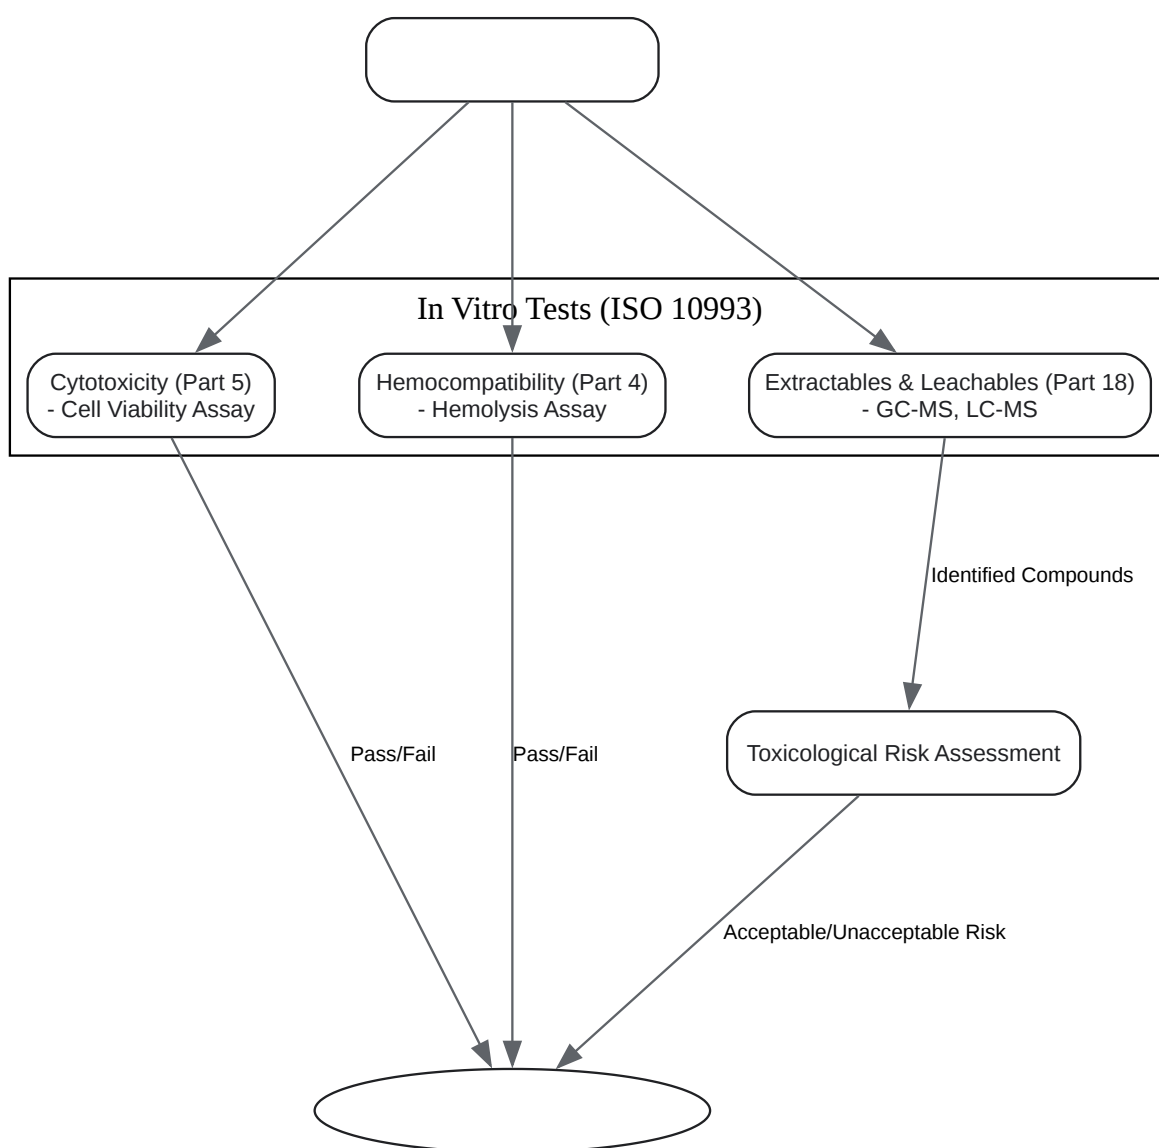 In Vitro Tests (ISO 10993)
Cytotoxicity (Part 5)
- Cell Viability Assay
Hemocompatibility (Part 4)
- Hemolysis Assay
Extractables & Leachables (Part 18)
- GC-MS, LC-MS
Identified Compounds
Pass/Fail
Pass/Fail
Toxicological Risk Assessment
Acceptable/Unacceptable Risk